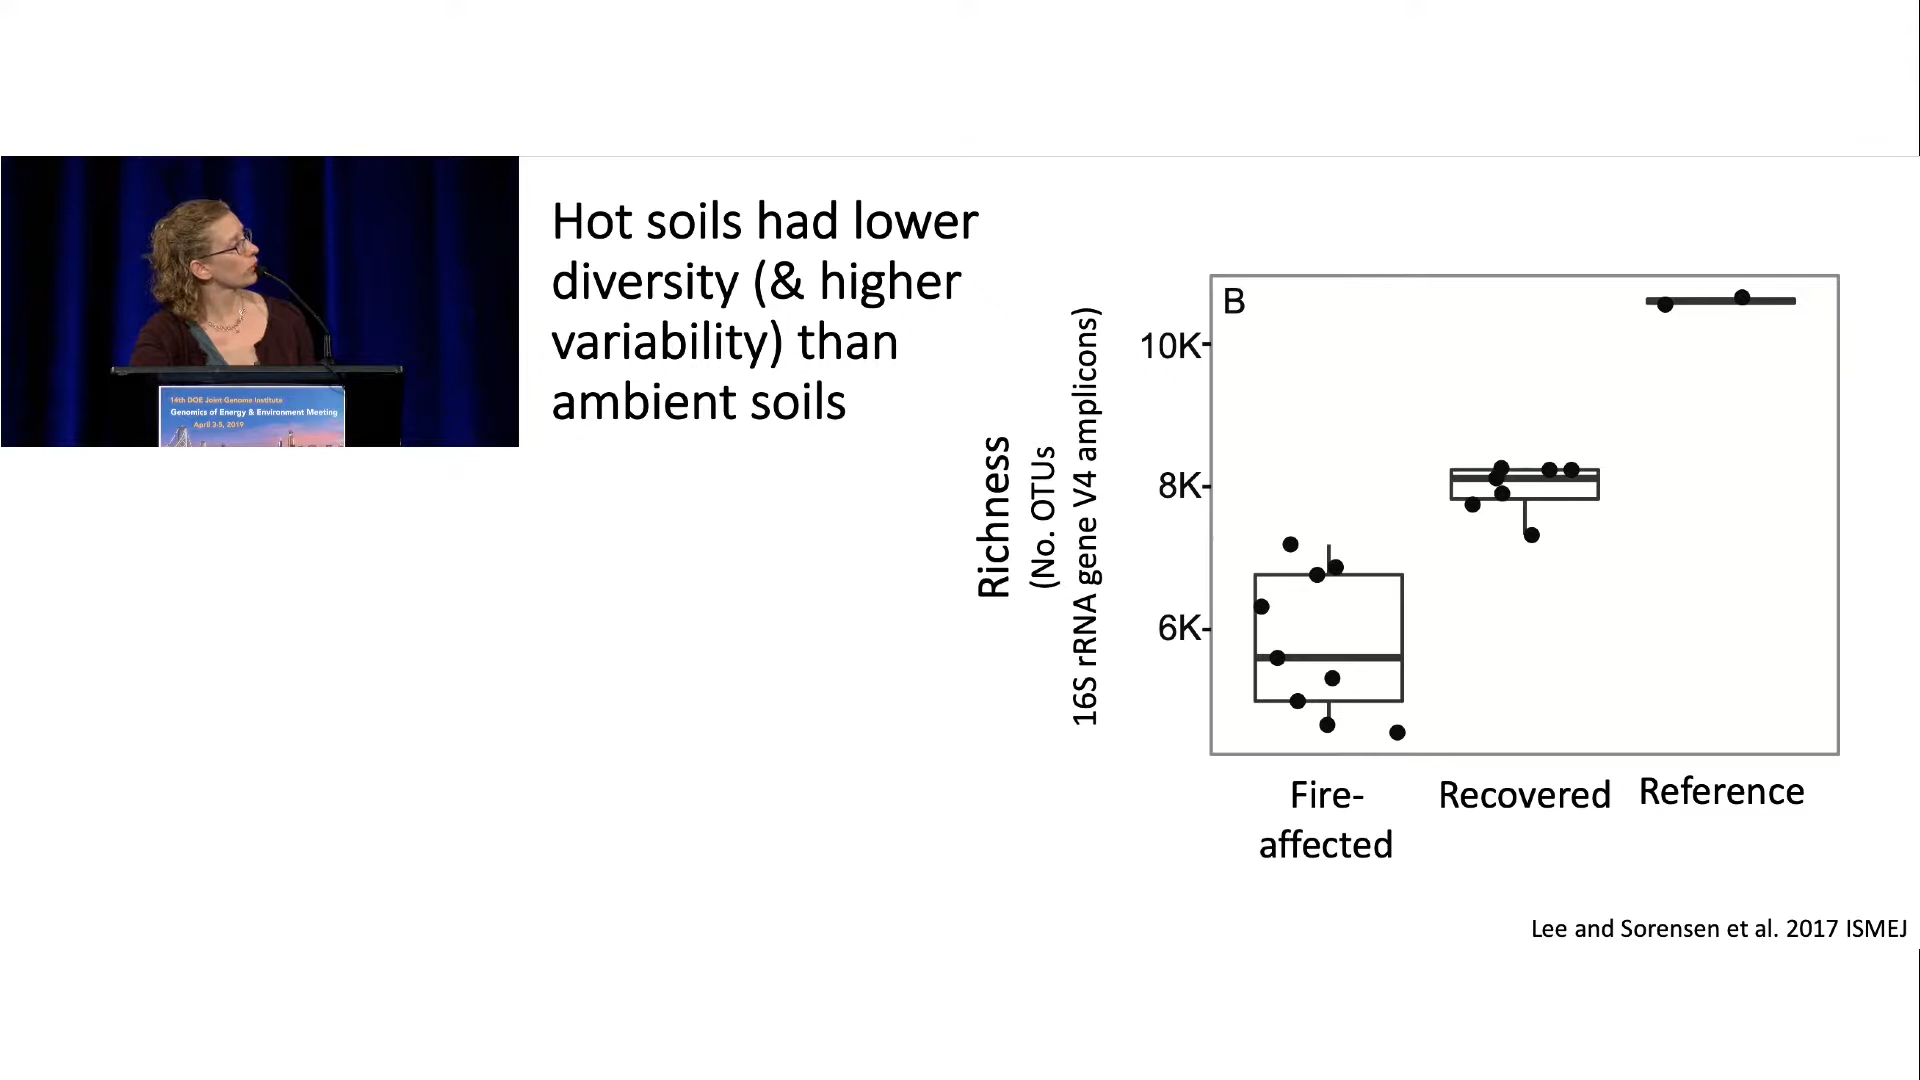 Hot soils had lower
diversity (& higher
variability) than
ambient soils
14th DOE Joint Genome Institute
Genomics of Energy & Environment Meeting
April 3-5, 2019
B
Richness
(No. OTUs
16S rRNA gene V4 amplicons)
10K
8K
6K
Fire-
affected
Recovered
Reference
Lee and Sorensen et al. 2017 ISMEJ